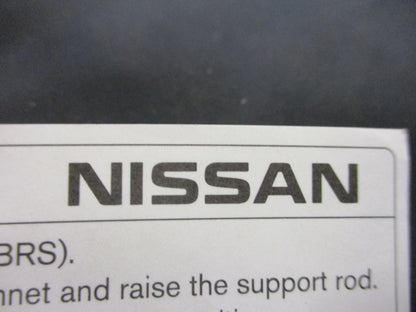 NISSAN
BRS).
nnet and raise the support rod.